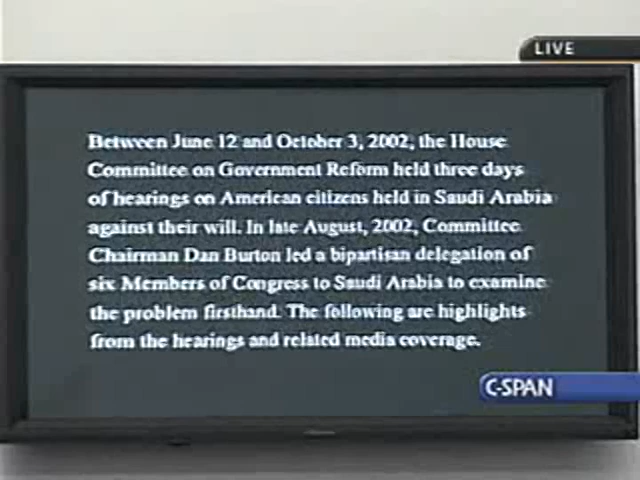 LIVE
Between June 12 and October 3, 2002, the House
Committee on Government Reform held three days
of hearings on American citizens held in Saudi Arabia
against their will. In late August, 2002, Committee
Chairman Dan Burton led a bipartisan delegation of
six Members of Congress to Saudi Arabia to examine
the problem firsthand. The following are highlights
from the hearings and related media coverage.
C-SPAN